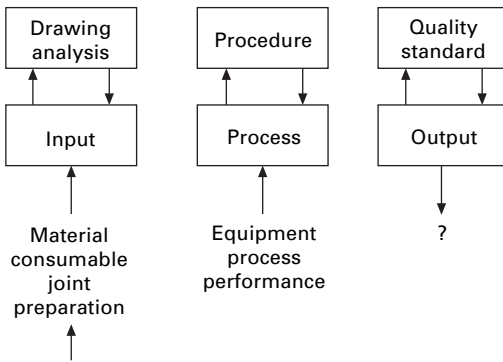 Drawing
analysis
Procedure
Quality
standard
Input
Process
Output
Material
consumable
joint
preparation
Equipment
process
performance
?